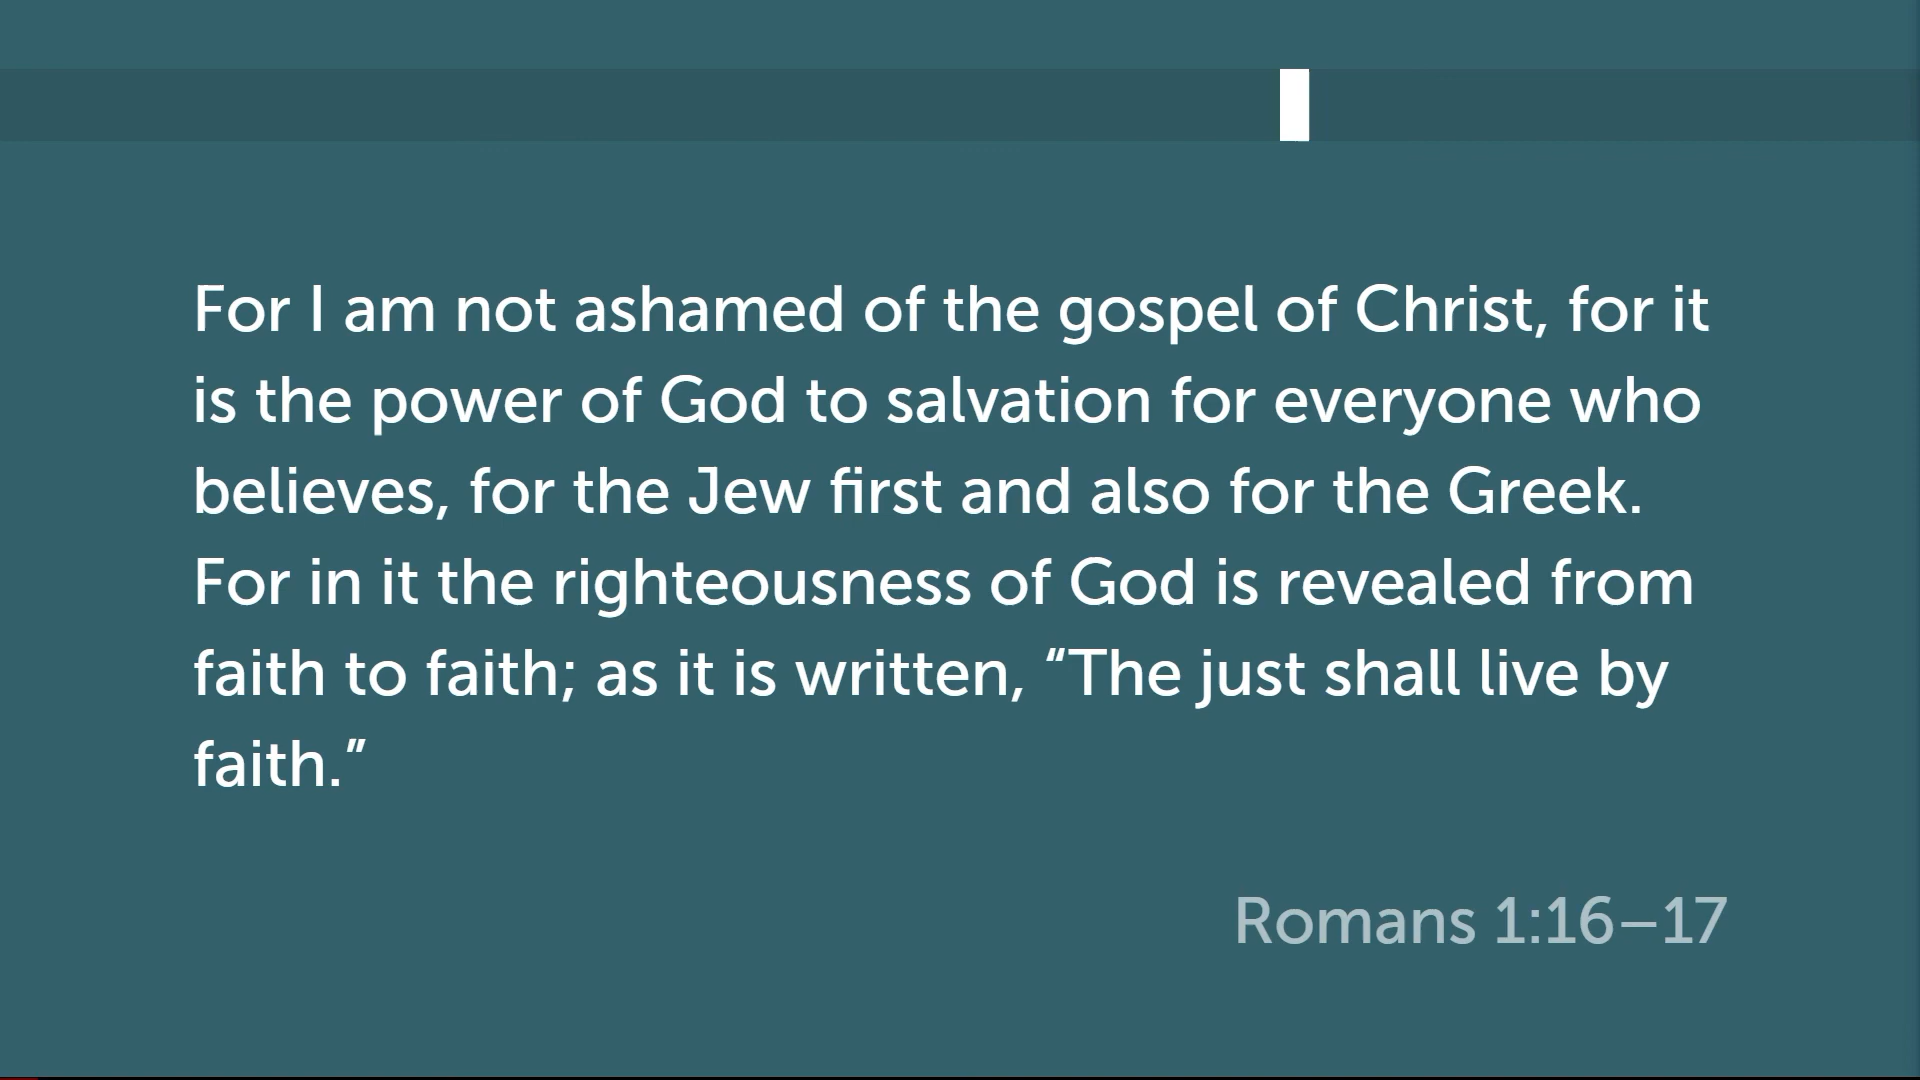 For I am not ashamed of the gospel of Christ, for it
is the power of God to salvation for everyone who
believes, for the Jew first and also for the Greek.
For in it the righteousness of God is revealed from
faith to faith; as it is written, “The just shall live by
faith.”
Romans 1:16–17